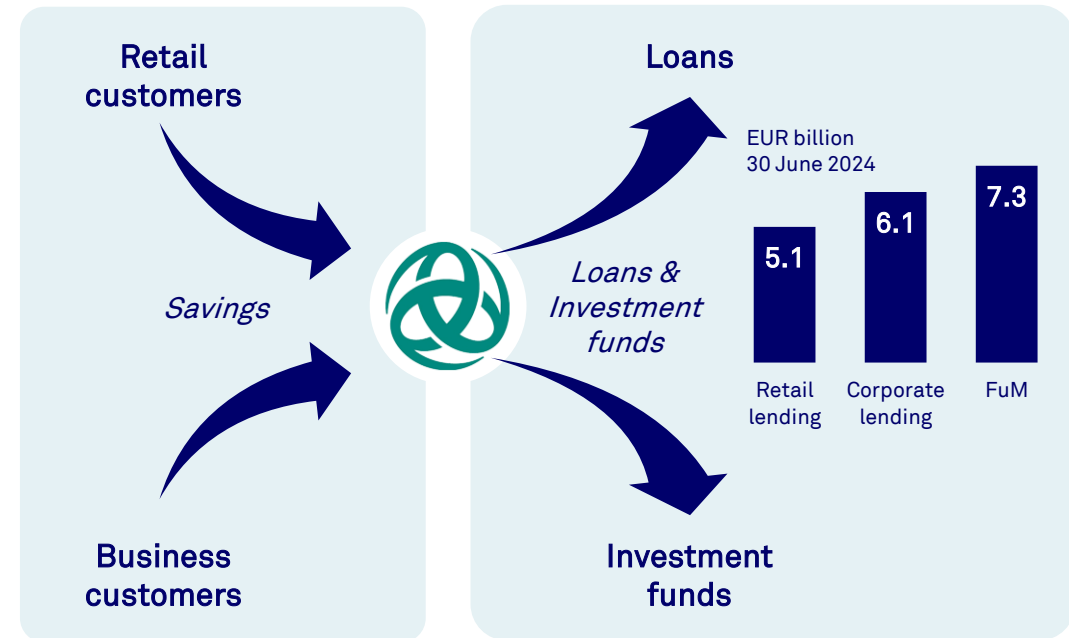 Retail
customers
Savings
Business
customers
Loans
EUR billion
30 June 2024
Loans &
Investment
funds
5.1
6.1
7.3
Retail
lending
Corporate
lending
FuM
Investment
funds